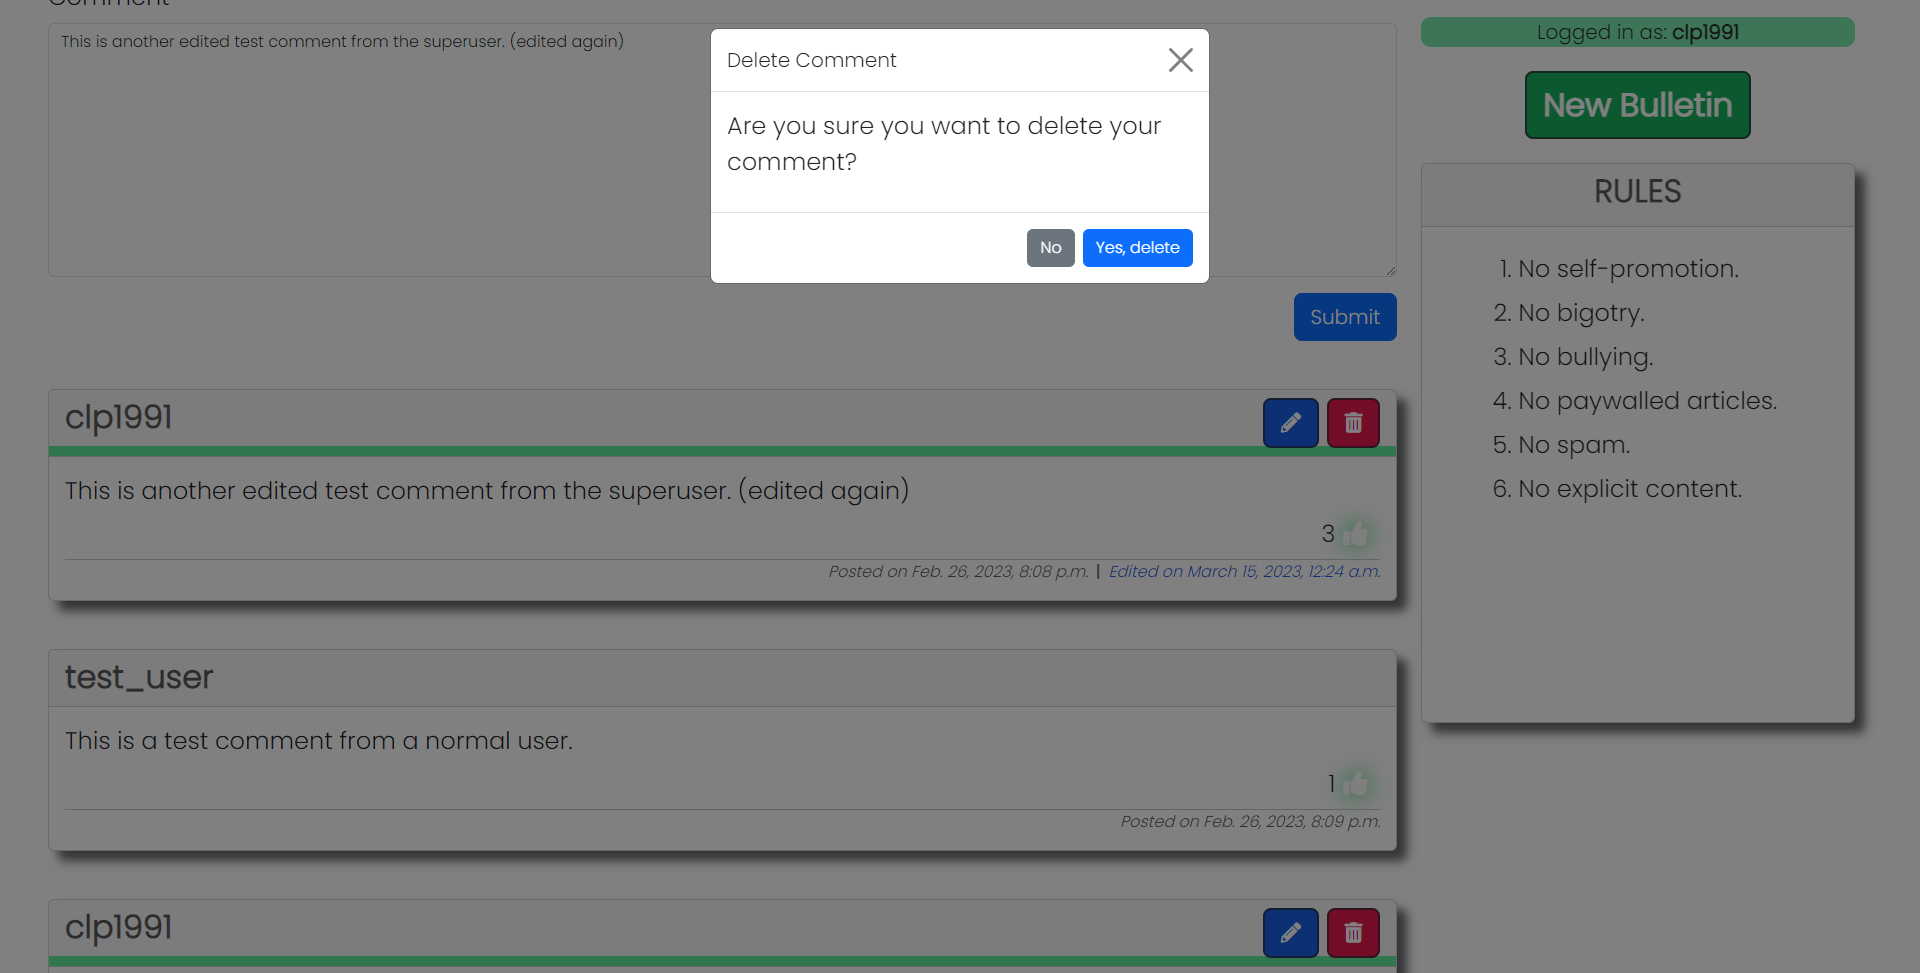 Comment
This is another edited test comment from the superuser. (edited again)
Delete Comment
Are you sure you want to delete your
comment?
No
Yes, delete
Submit
Logged in as: clp1991
New Bulletin
RULES
1. No self-promotion.
2. No bigotry.
3. No bullying.
4. No paywalled articles.
5. No spam.
6. No explicit content.
clp1991
This is another edited test comment from the superuser. (edited again)
3
Posted on Feb. 26, 2023, 8:08 p.m. | Edited on March 15, 2023, 12:24 a.m.
test_user
This is a test comment from a normal user.
1
Posted on Feb. 26, 2023, 8:09 p.m.
clp1991